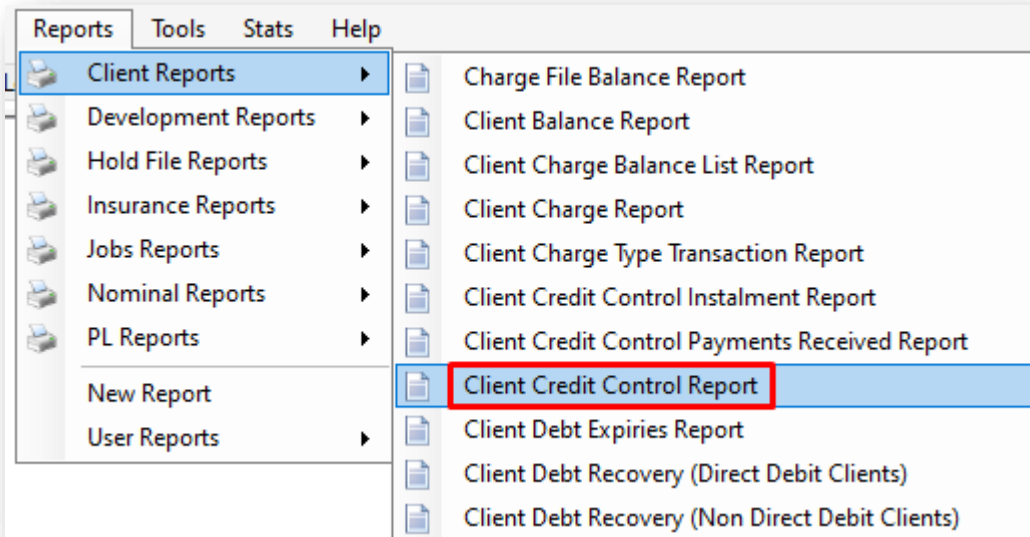 Reports Tools Stats Help
Client Reports
Development Reports
Hold File Reports
Insurance Reports
Jobs Reports
Nominal Reports
PL Reports
New Report
User Reports
Charge File Balance Report
Client Balance Report
Client Charge Balance List Report
Client Charge Report
Client Charge Type Transaction Report
Client Credit Control Instalment Report
Client Credit Control Payments Received Report
Client Credit Control Report
Client Debt Expiries Report
Client Debt Recovery (Direct Debit Clients)
Client Debt Recovery (Non Direct Debit Clients)